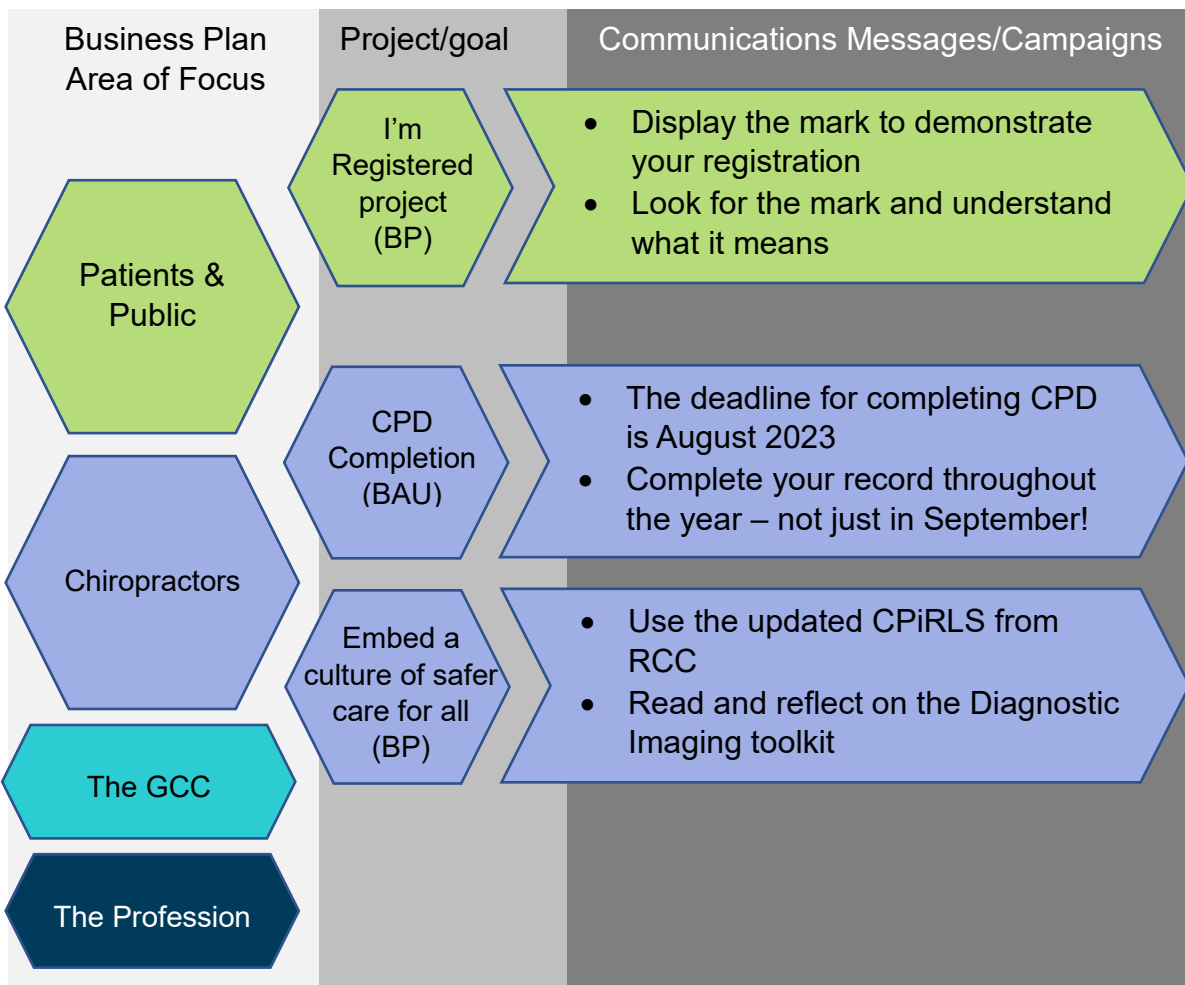 Business Plan
Area of Focus
Project/goal
Communications Messages/Campaigns
Patients &
Public
I'm
Registered
project
(BP)
• Display the mark to demonstrate
your registration
• Look for the mark and understand
what it means
Chiropractors
CPD
Completion
(BAU)
• The deadline for completing CPD
is August 2023
• Complete your record throughout
the year – not just in September!
Embed a
culture of safer
care for all
(BP)
• Use the updated CPiRLS from
RCC
• Read and reflect on the Diagnostic
Imaging toolkit
The GCC
The Profession